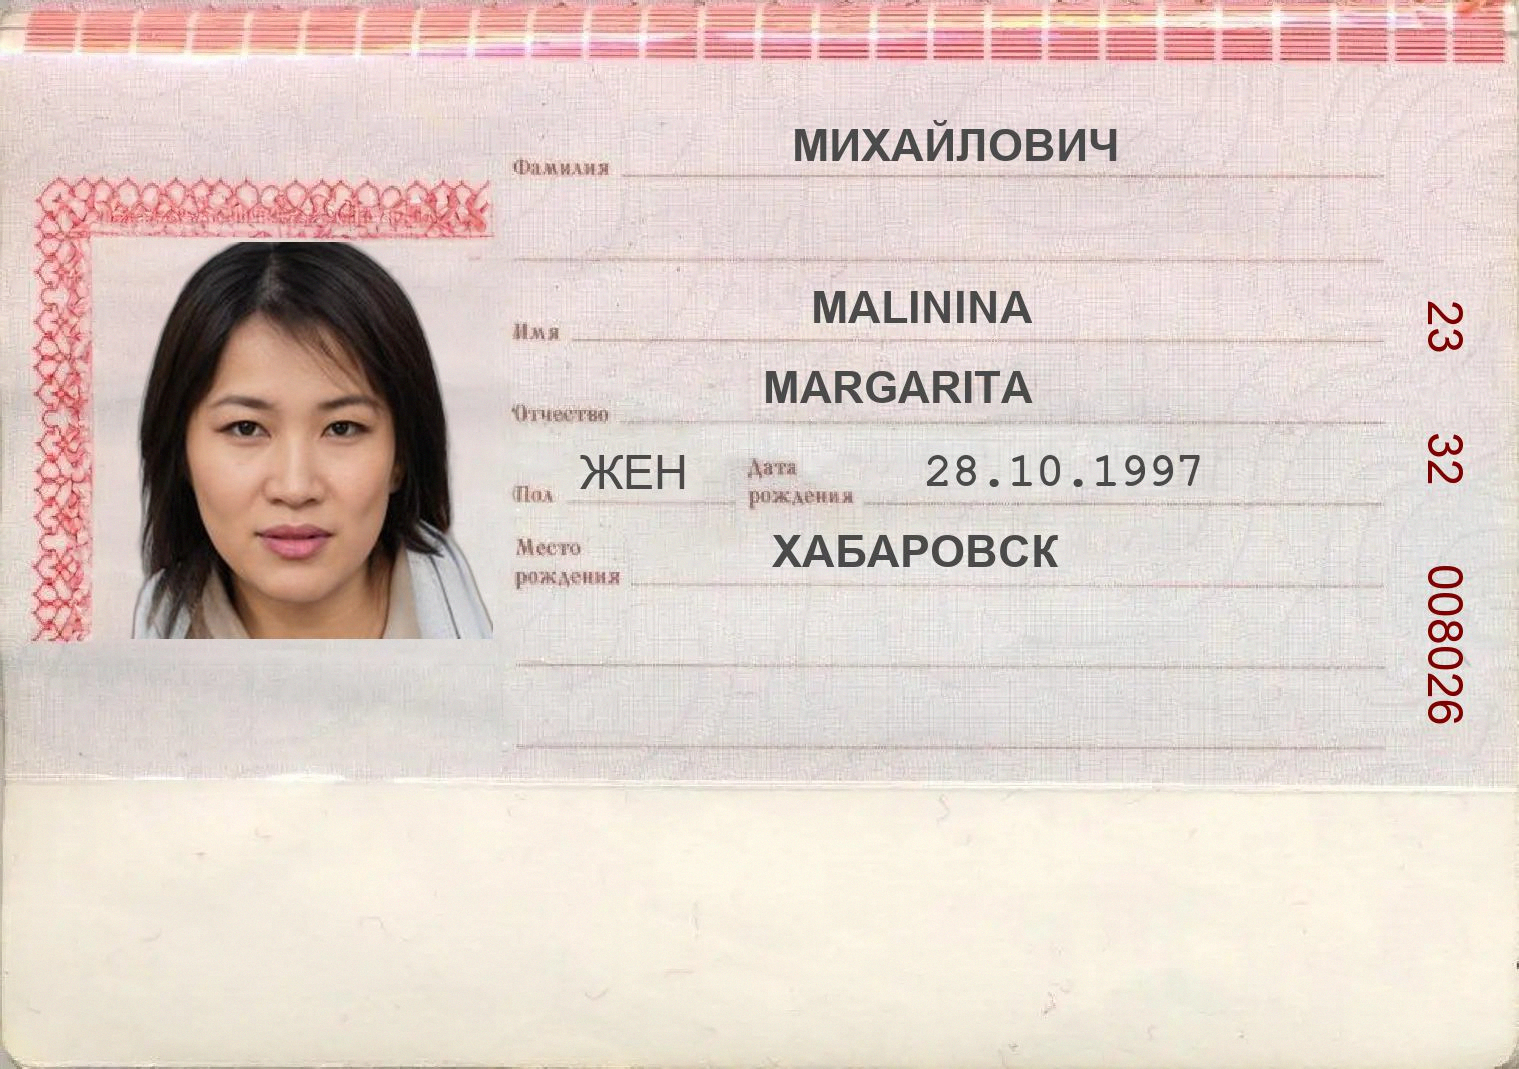 Фамилия МИХАЙЛОВИЧ
Имя MALININA
Отчество MARGARITA
Пол ЖЕН Дата рождения 28.10.1997
Место рождения ХАБАРОВСК
23 32 008026